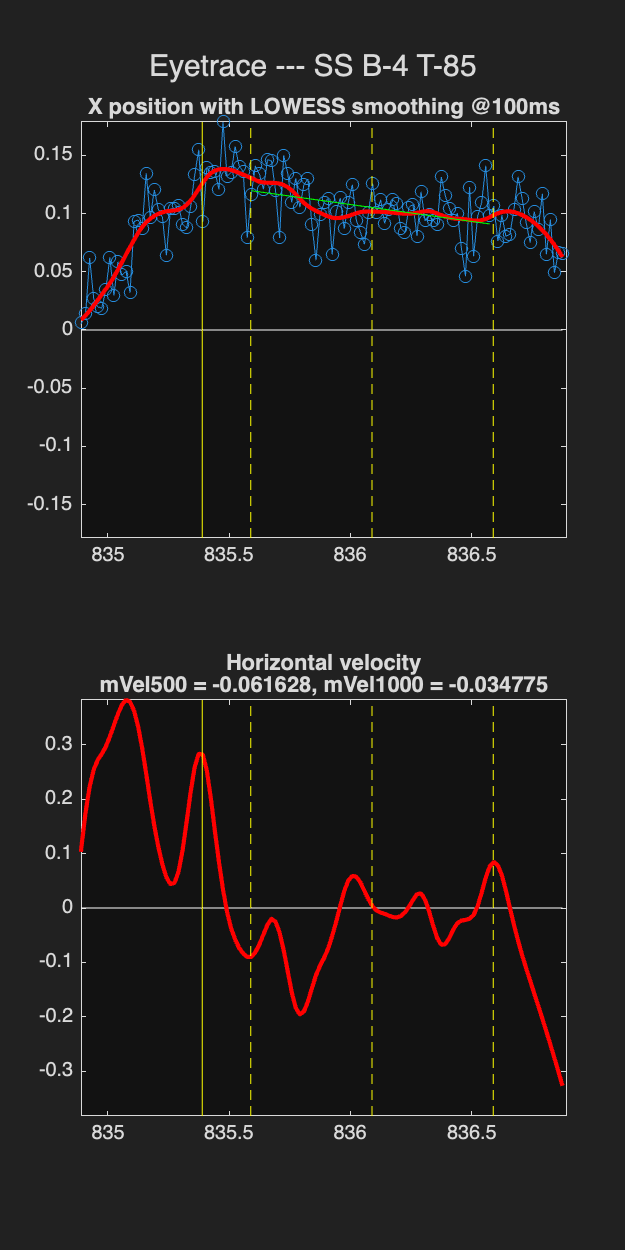 Eyetrace --- SS B-4 T-85
X position with LOWESS smoothing @100ms
0.15
0.1
0.05
0
-0.05
-0.1
-0.15
835 835.5 836 836.5
Horizontal velocity
mVel500 = -0.061628, mVel1000 = -0.034775
0.3
0.2
0.1
0
-0.1
-0.2
-0.3
835 835.5 836 836.5